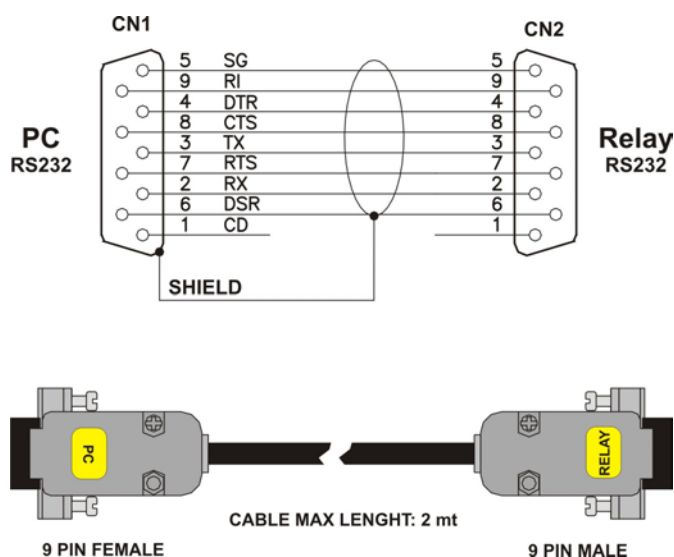 CN1
CN2
5 SG 5
9 RI 9
4 DTR 4
8 CTS 8
3 TX 3
7 RTS 7
2 RX 2
6 DSR 6
1 CD 1
PC
RS232
Relay
RS232
SHIELD
PC
RELAY
CABLE MAX LENGHT: 2 mt
9 PIN FEMALE
9 PIN MALE